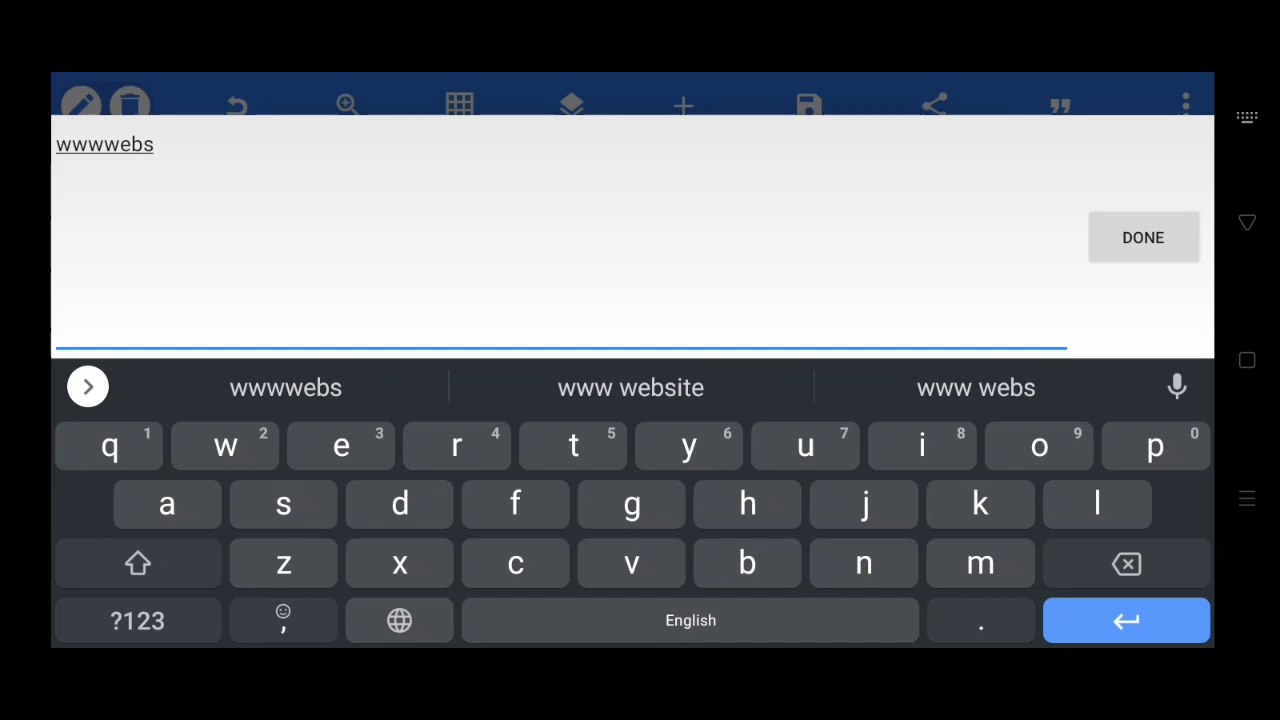 wwwwebs
DONE
wwwwebs www website www webs
q 1 w 2 e 3 r 4 t 5 y 6 u 7 i 8 o 9 p 0
a s d f g h j k l
z x c v b n m
?123 , English .